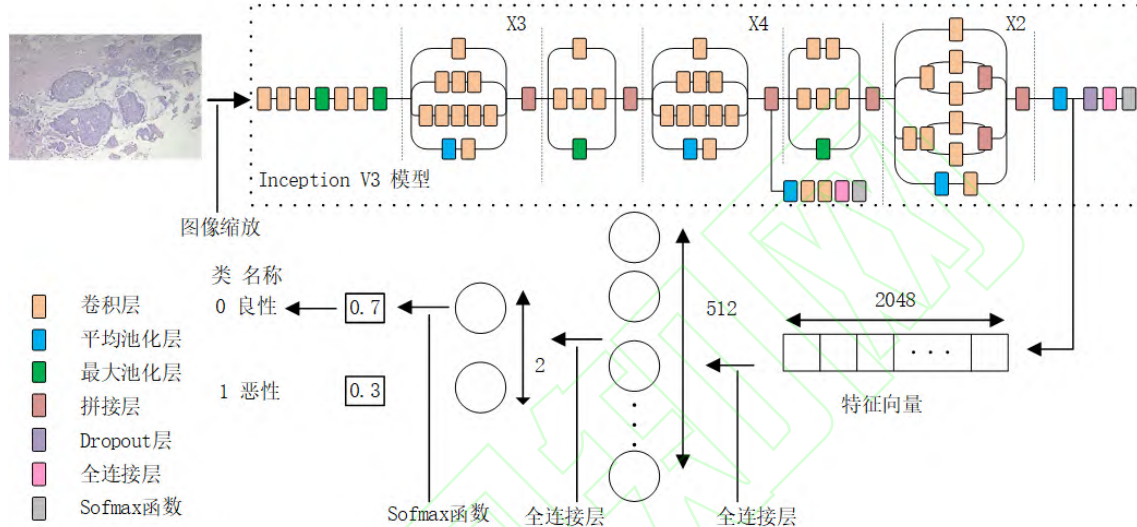 X3
X4
X2
Inception V3 模型
图像缩放
类 名称
0 良性
0.7
1 恶性
0.3
2
512
2048
···
特征向量
卷积层
平均池化层
最大池化层
拼接层
Dropout层
全连接层
Sofmax函数
Sofmax函数
全连接层
全连接层